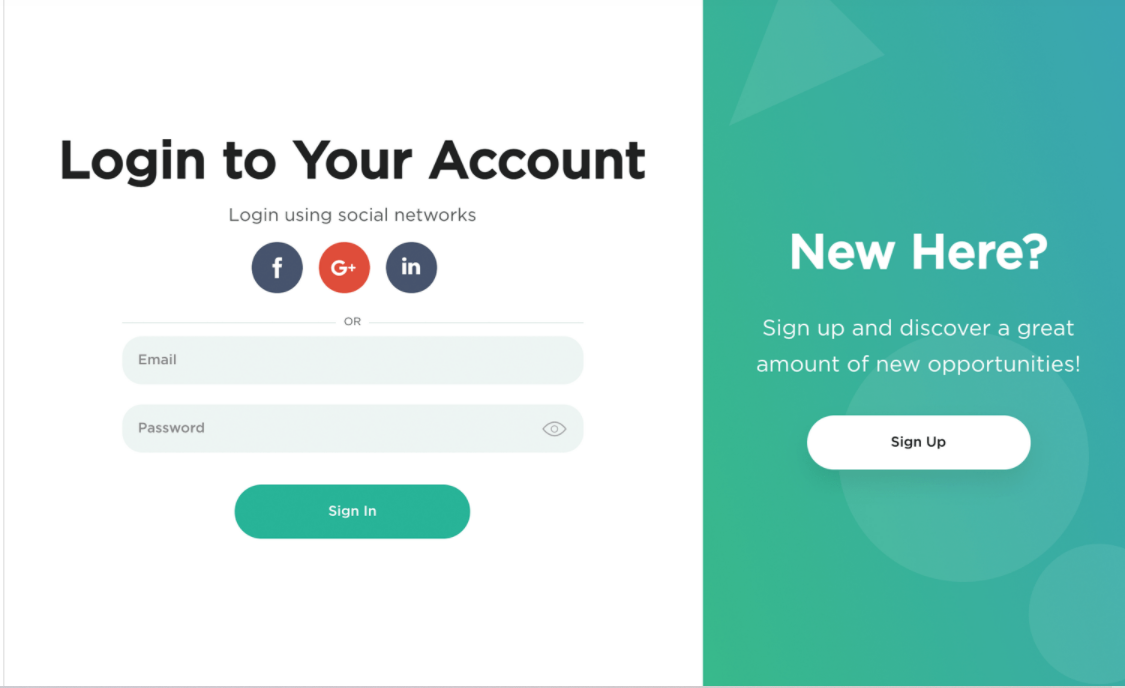 Login to Your Account
Login using social networks
f G+ in
OR
Email
Password
Sign In
New Here?
Sign up and discover a great
amount of new opportunities!
Sign Up